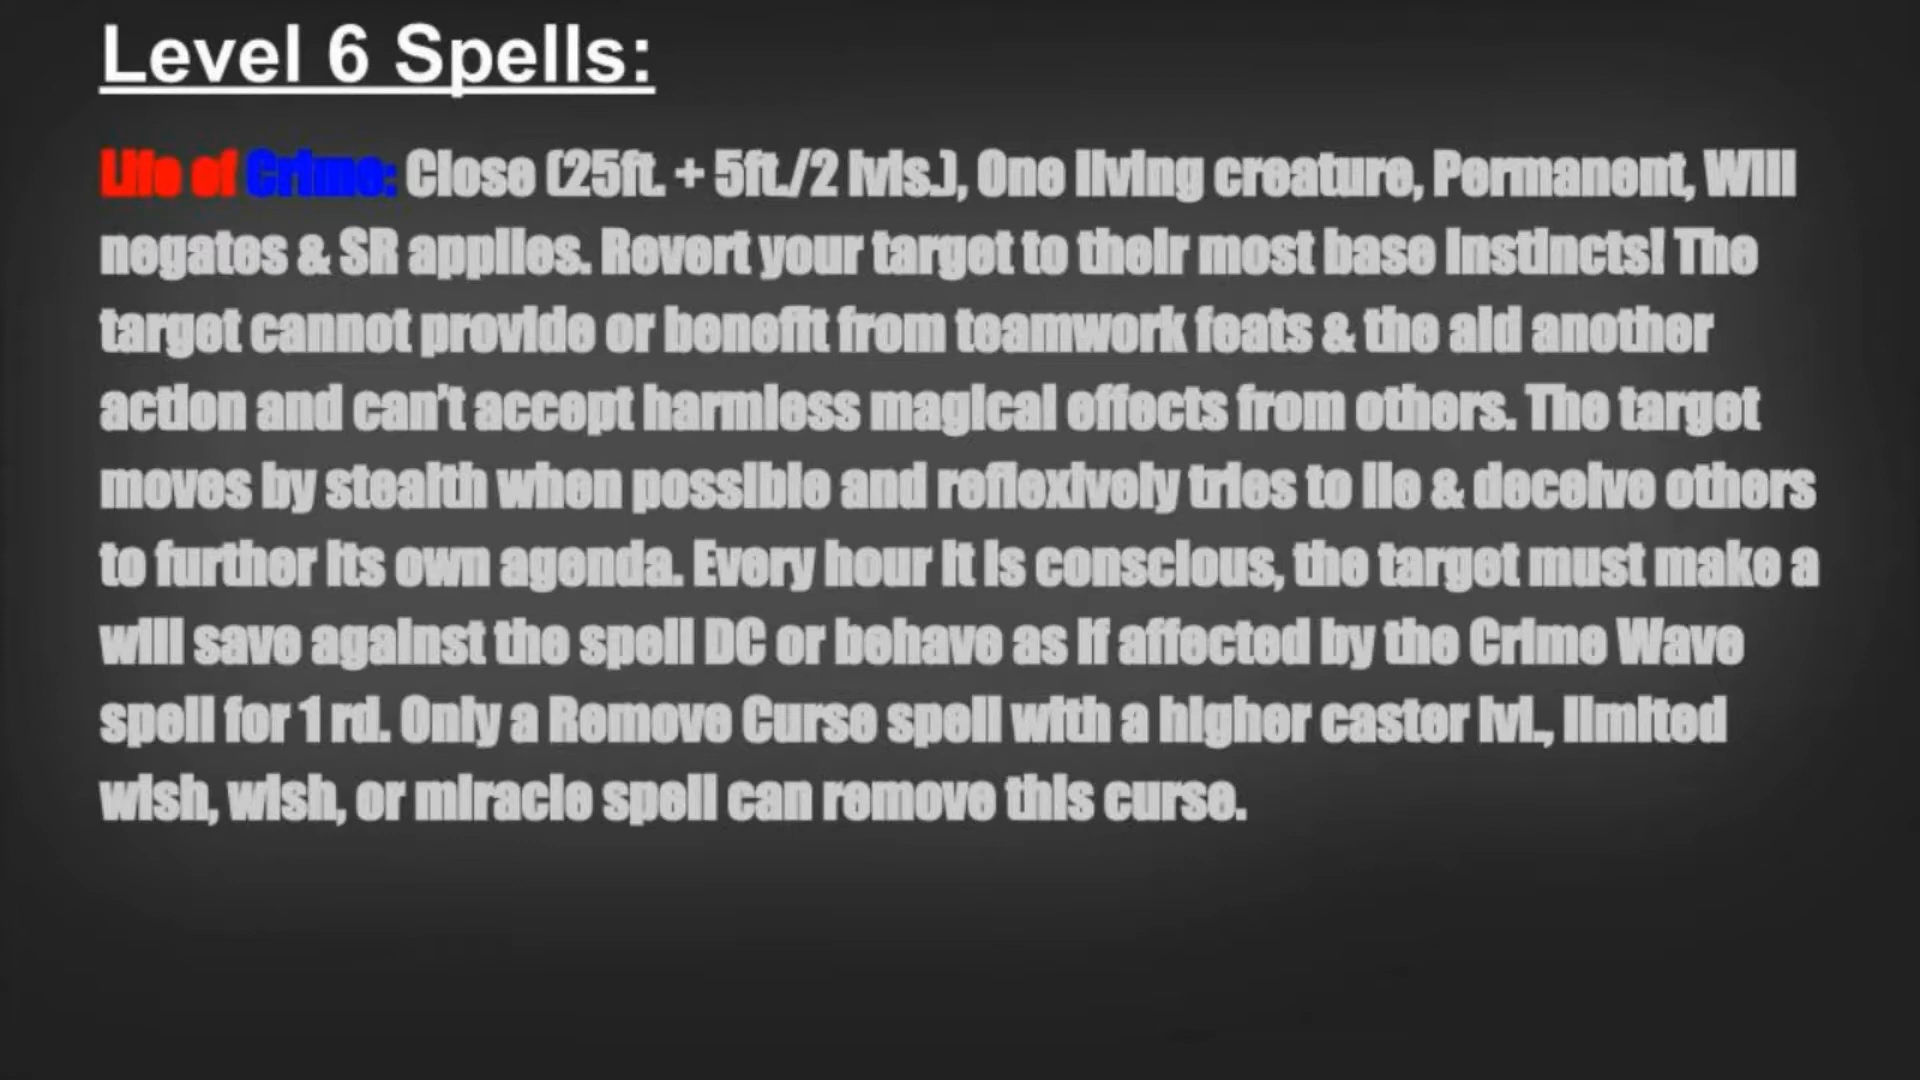 Level 6 Spells:
Life of Crime: Close (25ft. + 5ft./2 lvls.), One living creature, Permanent, Will
negates & SR applies. Revert your target to their most base instincts! The
target cannot provide or benefit from teamwork feats & the aid another
action and can't accept harmless magical effects from others. The target
moves by stealth when possible and reflexively tries to lie & deceive others
to further its own agenda. Every hour it is conscious, the target must make a
will save against the spell DC or behave as if affected by the Crime Wave
spell for 1 rd. Only a Remove Curse spell with a higher caster lvl., limited
wish, wish, or miracle spell can remove this curse.